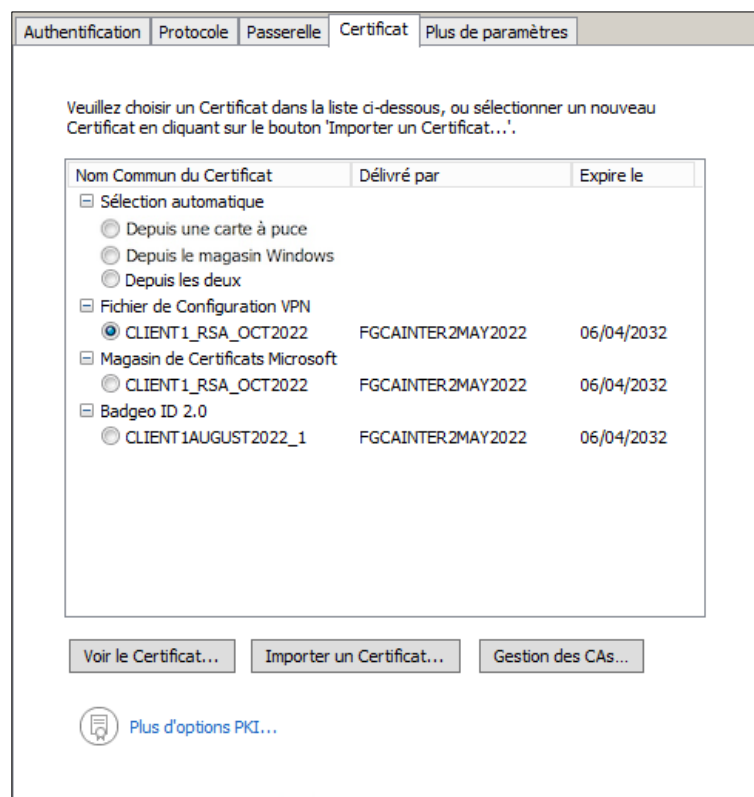 Authentification Protocole Passerelle Certificat Plus de paramètres
Veuillez choisir un Certificat dans la liste ci-dessous, ou sélectionner un nouveau
Certificat en cliquant sur le bouton 'Importer un Certificat...'.
Nom Commun du Certificat Délivré par Expire le
Sélection automatique
Depuis une carte à puce
Depuis le magasin Windows
Depuis les deux
Fichier de Configuration VPN
CLIENT1_RSA_OCT2022 FGCAINTER2MAY2022 06/04/2032
Magasin de Certificats Microsoft
CLIENT1_RSA_OCT2022 FGCAINTER2MAY2022 06/04/2032
Badgeo ID 2.0
CLIENT1AUGUST2022_1 FGCAINTER2MAY2022 06/04/2032
Voir le Certificat... Importer un Certificat... Gestion des CAs...
Plus d'options PKI...